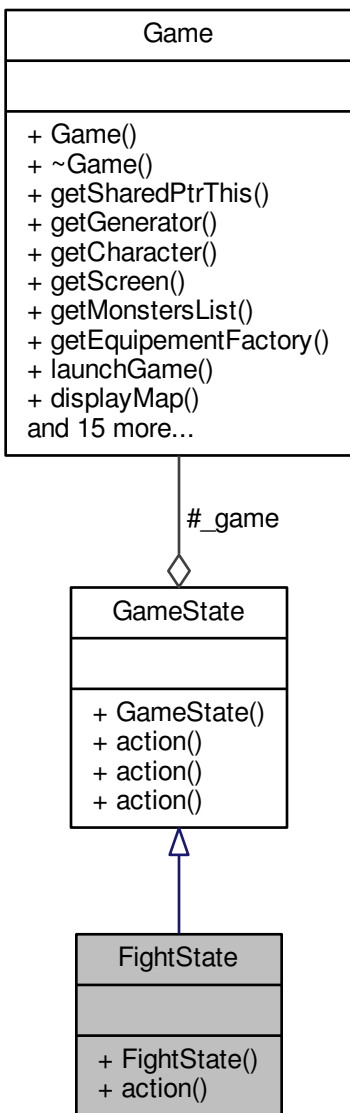 Game
+ Game()
+ ~Game()
+ getSharedPtrThis()
+ getGenerator()
+ getCharacter()
+ getScreen()
+ getMonstersList()
+ getEquipementFactory()
+ launchGame()
+ displayMap()
and 15 more...
#_game
GameState
+ GameState()
+ action()
+ action()
+ action()
FightState
+ FightState()
+ action()